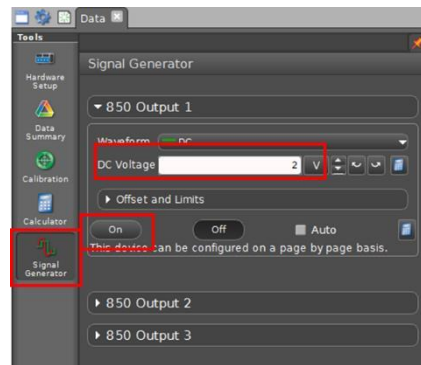 Data
Tools
Hardware
Setup
Data
Summary
Calibration
Calculator
Signal
Generator
Signal Generator
850 Output 1
Waveform DC
DC Voltage 2 V
Offset and Limits
On Off Auto
This device can be configured on a page by page basis.
850 Output 2
850 Output 3